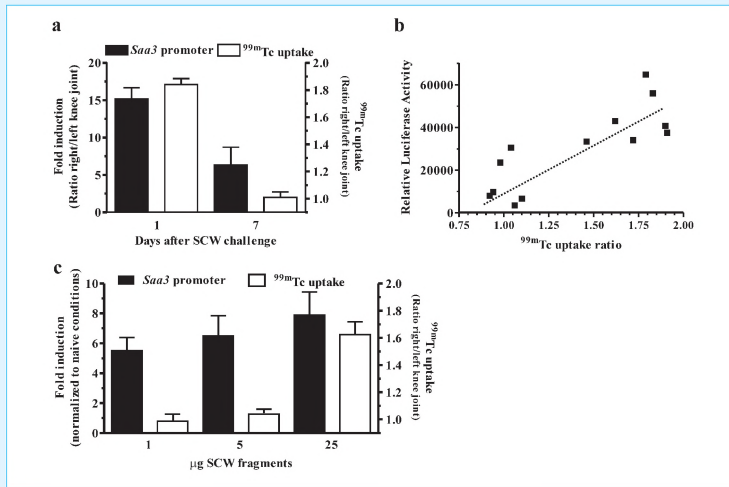 a
Saa3 promoter
99mTc uptake
Fold induction
(Ratio right/left knee joint)
20
15
10
5
0
2.0
1.8
1.6
1.4
1.2
1.0
99mTc uptake
(Ratio right/left knee joint)
1
7
Days after SCW challenge
b
Relative Luciferase Activity
60000
40000
20000
0
0.75
1.00
1.25
1.50
1.75
2.00
99mTc uptake ratio
c
Saa3 promoter
99mTc uptake
Fold induction
(normalized to naive conditions)
10
8
6
4
2
0
2.0
1.8
1.6
1.4
1.2
1.0
99mTc uptake
(Ratio right/left knee joint)
1
5
25
μg SCW fragments